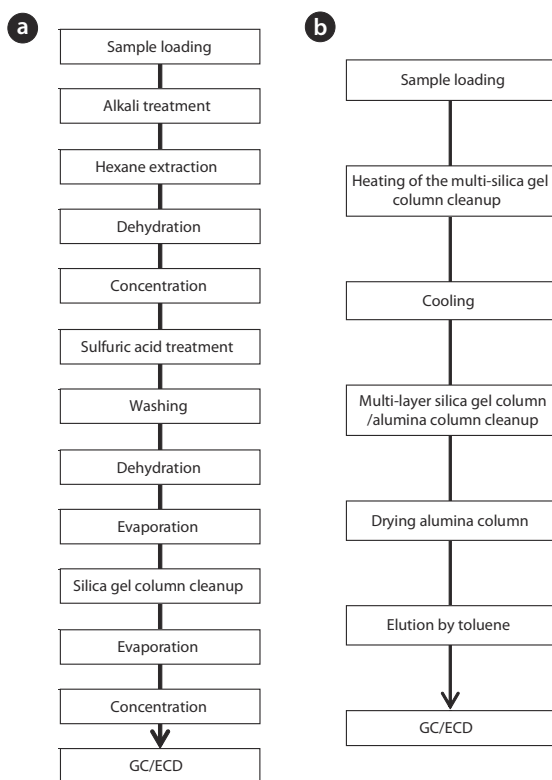 a
Sample loading
Alkali treatment
Hexane extraction
Dehydration
Concentration
Sulfuric acid treatment
Washing
Dehydration
Evaporation
Silica gel column cleanup
Evaporation
Concentration
GC/ECD
b
Sample loading
Heating of the multi-silica gel
column cleanup
Cooling
Multi-layer silica gel column
/alumina column cleanup
Drying alumina column
Elution by toluene
GC/ECD